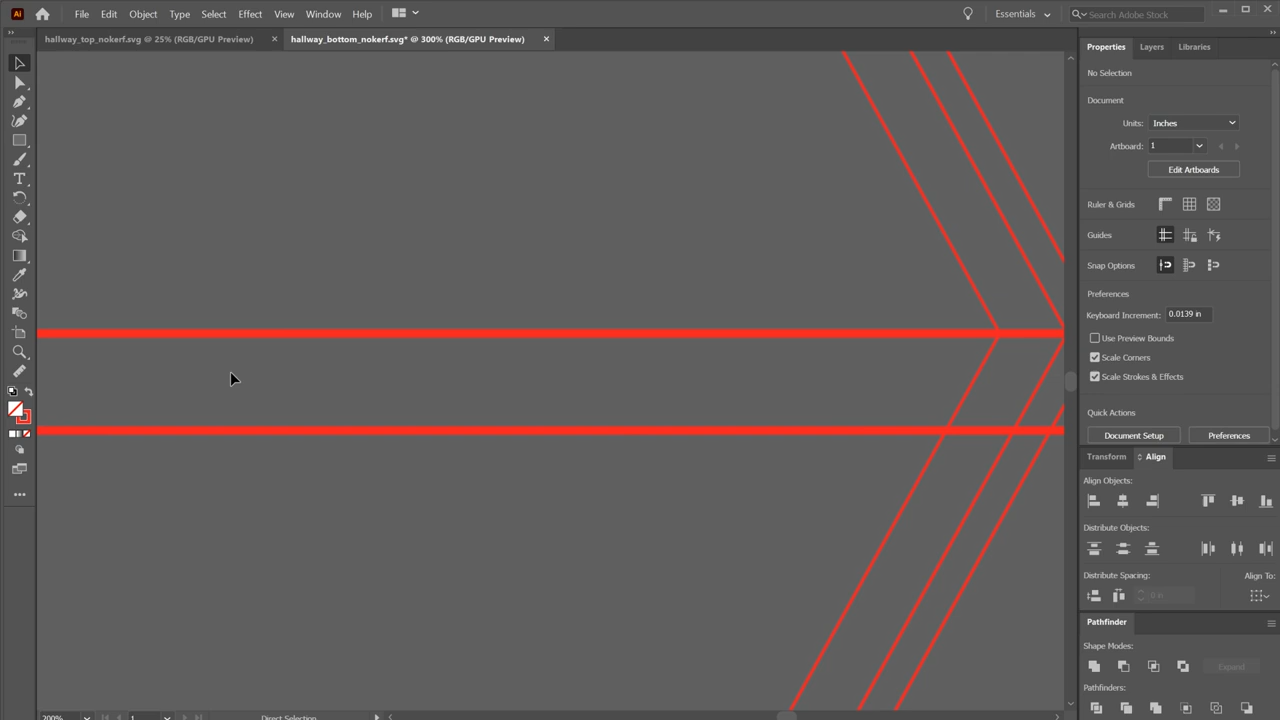 Ai File Edit Object Type Select Effect View Window Help Essentials Search Adobe Stock
hallway_top_nokerf.svg @ 25% (RGB/GPU Preview) hallway_bottom_nokerf.svg* @ 300% (RGB/GPU Preview)
Properties Layers Libraries
No Selection
Document
Units: Inches
Artboard: 1
Edit Artboards
Ruler & Grids
Guides
Snap Options
Preferences
Keyboard Increment: 0.0139 in
Use Preview Bounds
Scale Corners
Scale Strokes & Effects
Quick Actions
Document Setup Preferences
Transform Align
Align Objects:
Distribute Objects:
Distribute Spacing: Align To:
0 in
Pathfinder
Shape Modes:
Expand
Pathfinders:
200% 1 Direct Selection